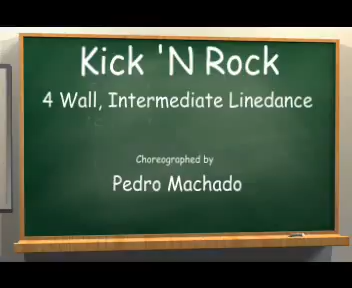 Kick 'N Rock
4 Wall, Intermediate Linedance
Choreographed by
Pedro Machado